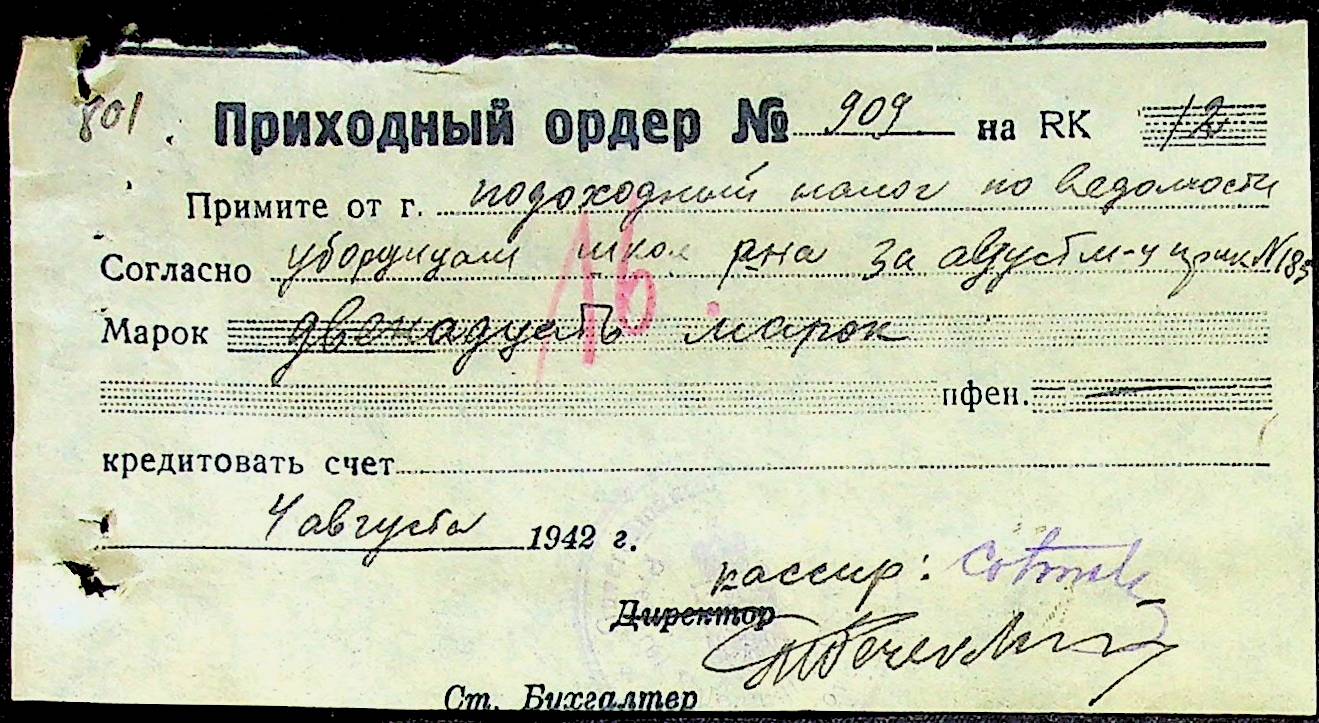 801
Приходный ордер № 909 на RK 12
Примите от г. подоходный налог по ведомости
Согласно уборщицам школ р-на за август м-ц
16
Марок двенадцать марок
пфен. —
кредитовать счет
4 августа 1942 г.
кассир:
Директор
Ст. Бухгалтер